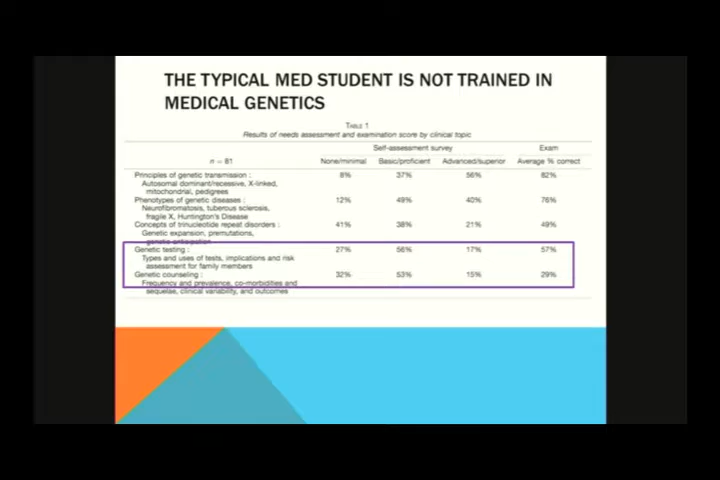 THE TYPICAL MED STUDENT IS NOT TRAINED IN
MEDICAL GENETICS
TABLE 1
Results of needs assessment and examination score by clinical topic
Self-assessment survey Exam
n = 81 None/minimal Basic/proficient Advanced/superior Average % correct
Principles of genetic transmission : 8% 37% 56% 82%
Autosomal dominant/recessive, X-linked,
mitochondrial, pedigrees
Phenotypes of genetic diseases : 12% 49% 40% 76%
Neurofibromatosis, tuberous sclerosis,
fragile X, Huntington's Disease
Concepts of trinucleotide repeat disorders : 41% 38% 21% 49%
Genetic expansion, premutations,
genetic anticipation
Genetic testing : 27% 56% 17% 57%
Types and uses of tests, implications and risk
assessment for family members
Genetic counseling : 32% 53% 15% 29%
Frequency and prevalence, co-morbidities and
sequelae, clinical variability, and outcomes